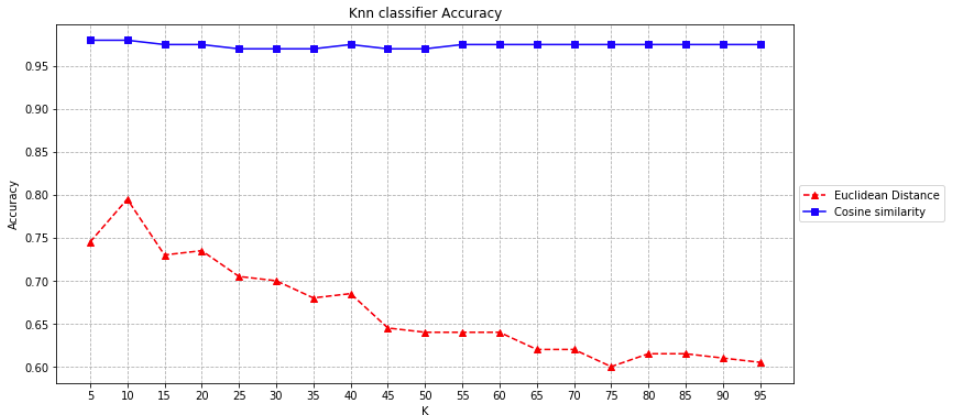 Knn classifier Accuracy
Accuracy
0.95
0.90
0.85
0.80
0.75
0.70
0.65
0.60
5 10 15 20 25 30 35 40 45 50 55 60 65 70 75 80 85 90 95
K
Euclidean Distance
Cosine similarity